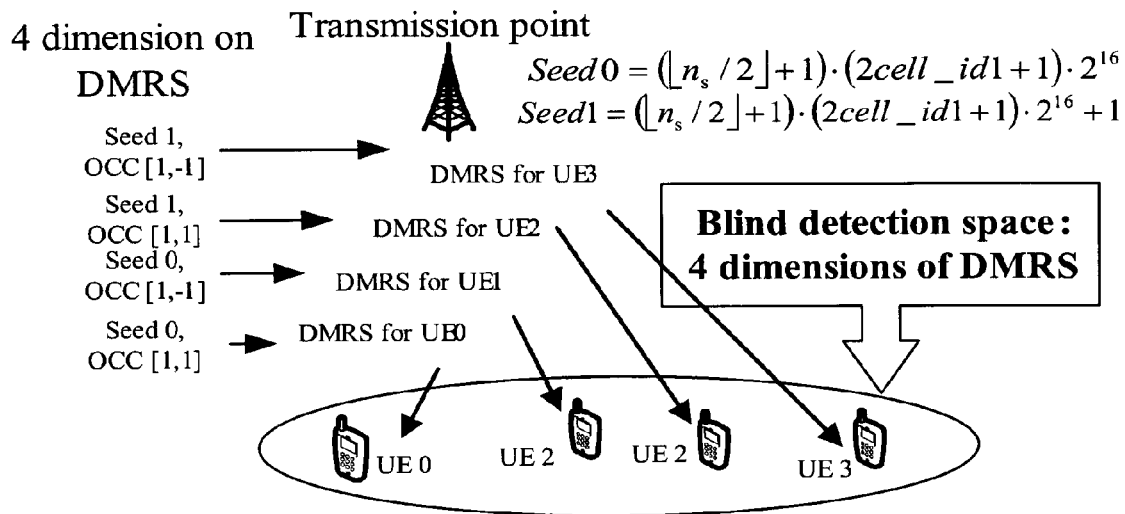 4 dimension on
DMRS
Transmission point
Seed0 = (⌊n_s / 2⌋+1)·(2cell_id1+1)·2^16
Seed1 = (⌊n_s / 2⌋+1)·(2cell_id1+1)·2^16 +1
Seed 1,
OCC [1,-1]
DMRS for UE3
Seed 1,
OCC [1,1]
DMRS for UE2
Seed 0,
OCC [1,-1]
DMRS for UE1
Seed 0,
OCC [1,1]
DMRS for UE0
Blind detection space:
4 dimensions of DMRS
UE 0
UE 2
UE 2
UE 3